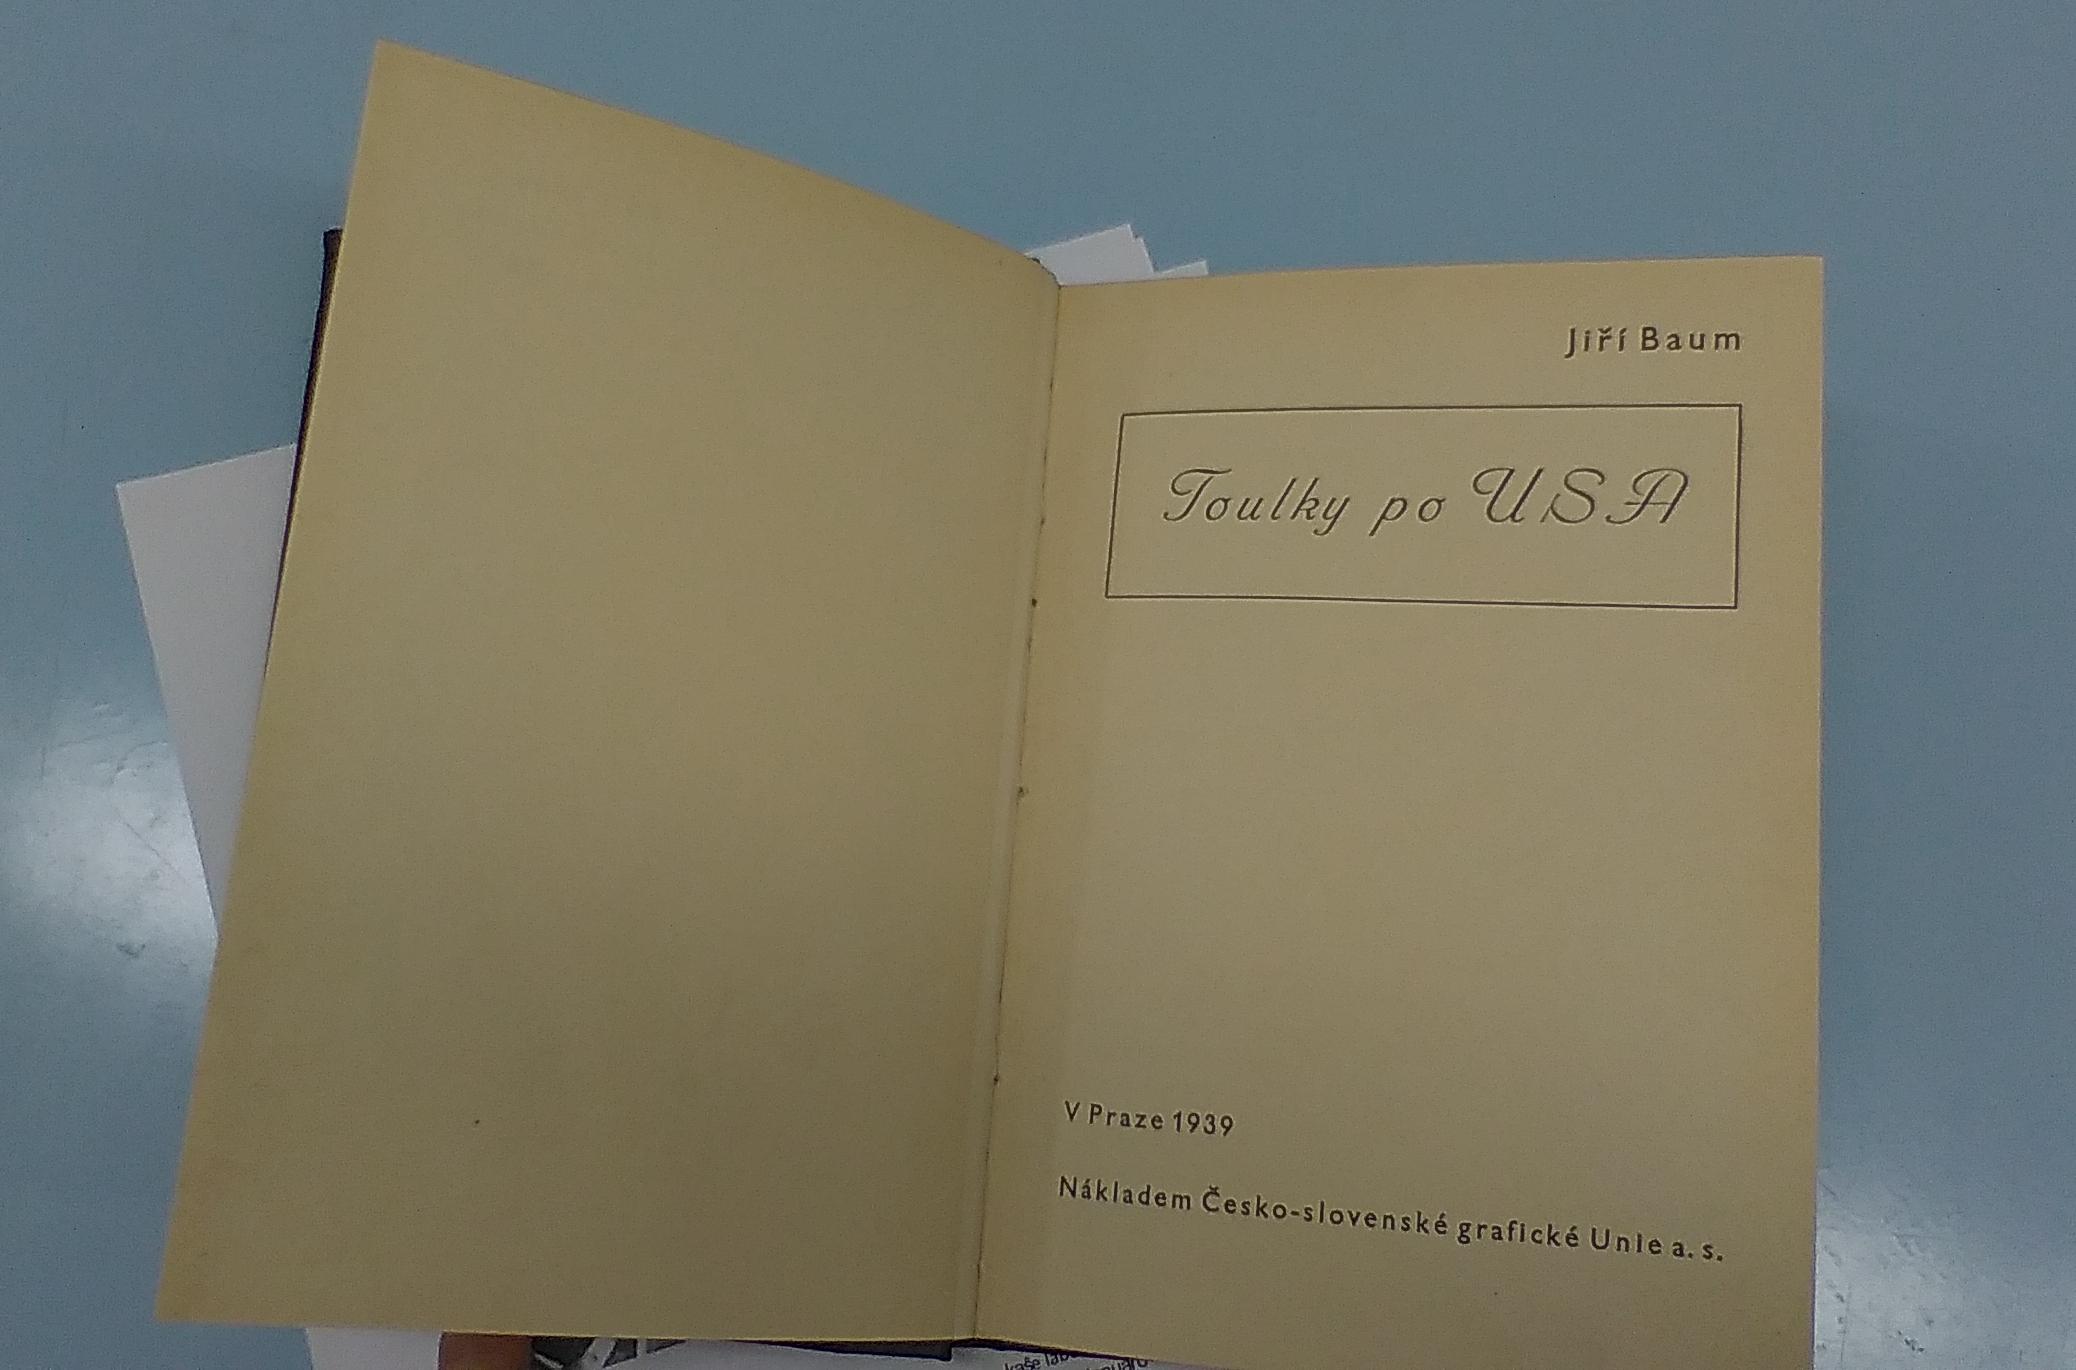 Jiří Baum
Toulky po USA
V Praze 1939
Nákladem Česko-slovenské grafické Unie a. s.